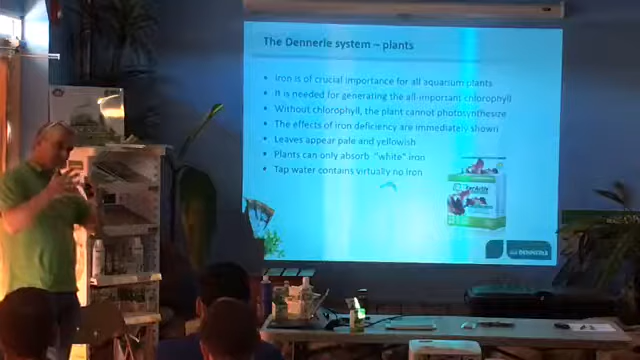 The Dennerle system – plants
• Iron is of crucial importance for all aquarium plants
• It is needed for generating the all-important chlorophyll
• Without chlorophyll, the plant cannot photosynthesize
• The effects of iron deficiency are immediately shown
• Leaves appear pale and yellowish
• Plants can only absorb "white" iron
• Tap water contains virtually no iron
DENNERLE